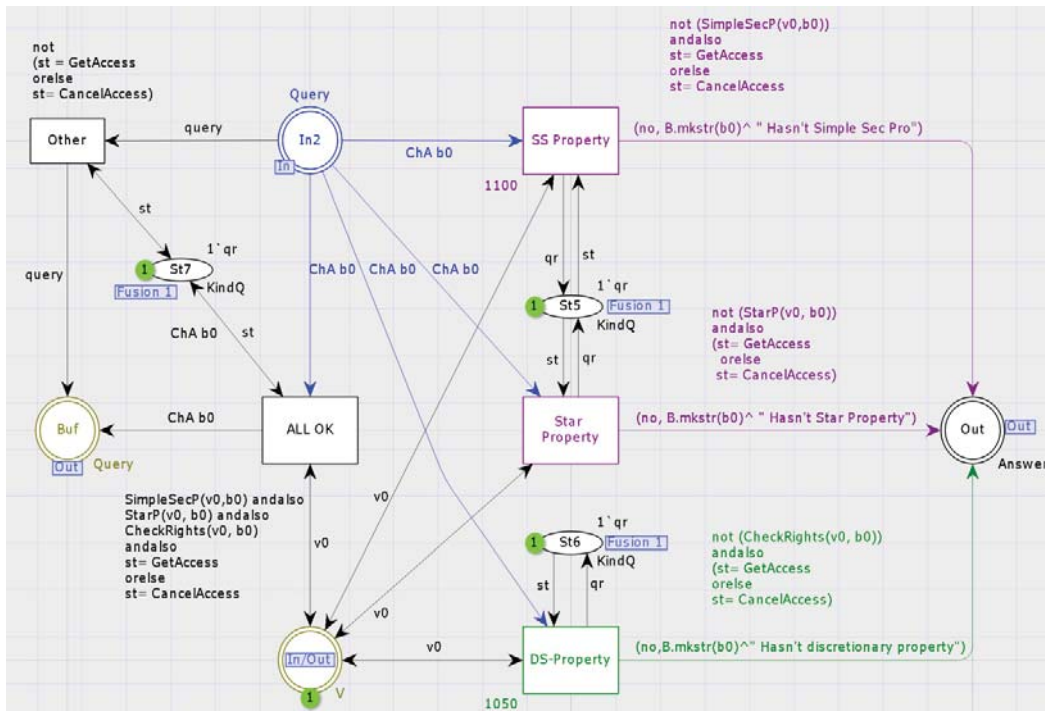 not
(st = GetAccess
orelse
st= CancelAccess)
not (SimpleSecP(v0,b0))
andalso
st= GetAccess
orelse
st= CancelAccess
Query
Other
query
In2
In
ChA b0
SS Property
(no, B.mkstr(b0)^ " Hasn't Simple Sec Pro")
1100
st
1`qr
1
St7
KindQ
Fusion 1
query
ChA b0
ChA b0
ChA b0
qr
st
1`qr
1
St5
Fusion 1
KindQ
ChA b0
st
st
qr
not (StarP(v0, b0))
andalso
(st= GetAccess
orelse
st= CancelAccess)
Buf
Out
Query
ChA b0
ALL OK
Star
Property
(no, B.mkstr(b0)^ " Hasn't Star Property")
Out
Out
Answer
SimpleSecP(v0,b0) andalso
StarP(v0, b0) andalso
CheckRights(v0, b0)
andalso
st= GetAccess
orelse
st= CancelAccess
v0
v0
v0
1`qr
1
St6
Fusion 1
KindQ
st
qr
not (CheckRights(v0, b0))
andalso
(st= GetAccess
orelse
st= CancelAccess)
In/Out
1
V
v0
DS-Property
(no,B.mkstr(b0)^" Hasn't discretionary property")
1050